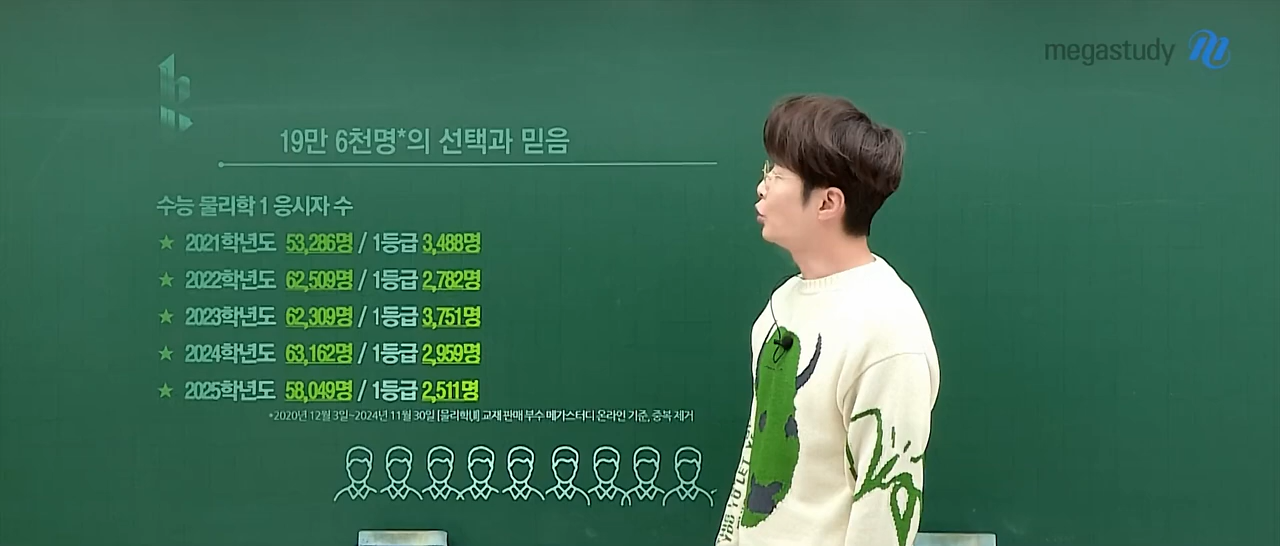 megastudy
19만 6천명*의 선택과 믿음
수능 물리학 1 응시자 수
★ 2021학년도 53,286명 / 1등급 3,488명
★ 2022학년도 62,509명 / 1등급 2,782명
★ 2023학년도 62,309명 / 1등급 3,751명
★ 2024학년도 63,162명 / 1등급 2,959명
★ 2025학년도 58,049명 / 1등급 2,511명
*2020년 12월 3일~2024년 11월 30일 [물리학I,II] 교재 판매 부수 메가스터디 온라인 기준, 중복 제거
YOU TO LET